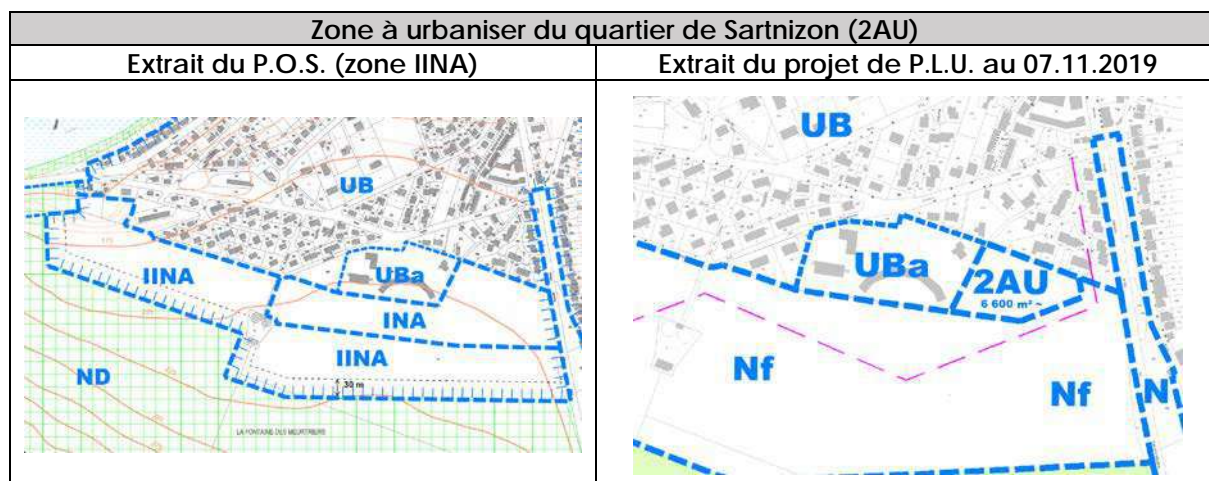 Zone à urbaniser du quartier de Sartnizon (2AU)
Extrait du P.O.S. (zone IINA)
Extrait du projet de P.L.U. au 07.11.2019
UB
UBa
IINA
INA
IINA
ND
30 m
LA FONTAINE DES MEURTRIERS
UB
UBa
2AU
6 600 m² ~
Nf
Nf
N